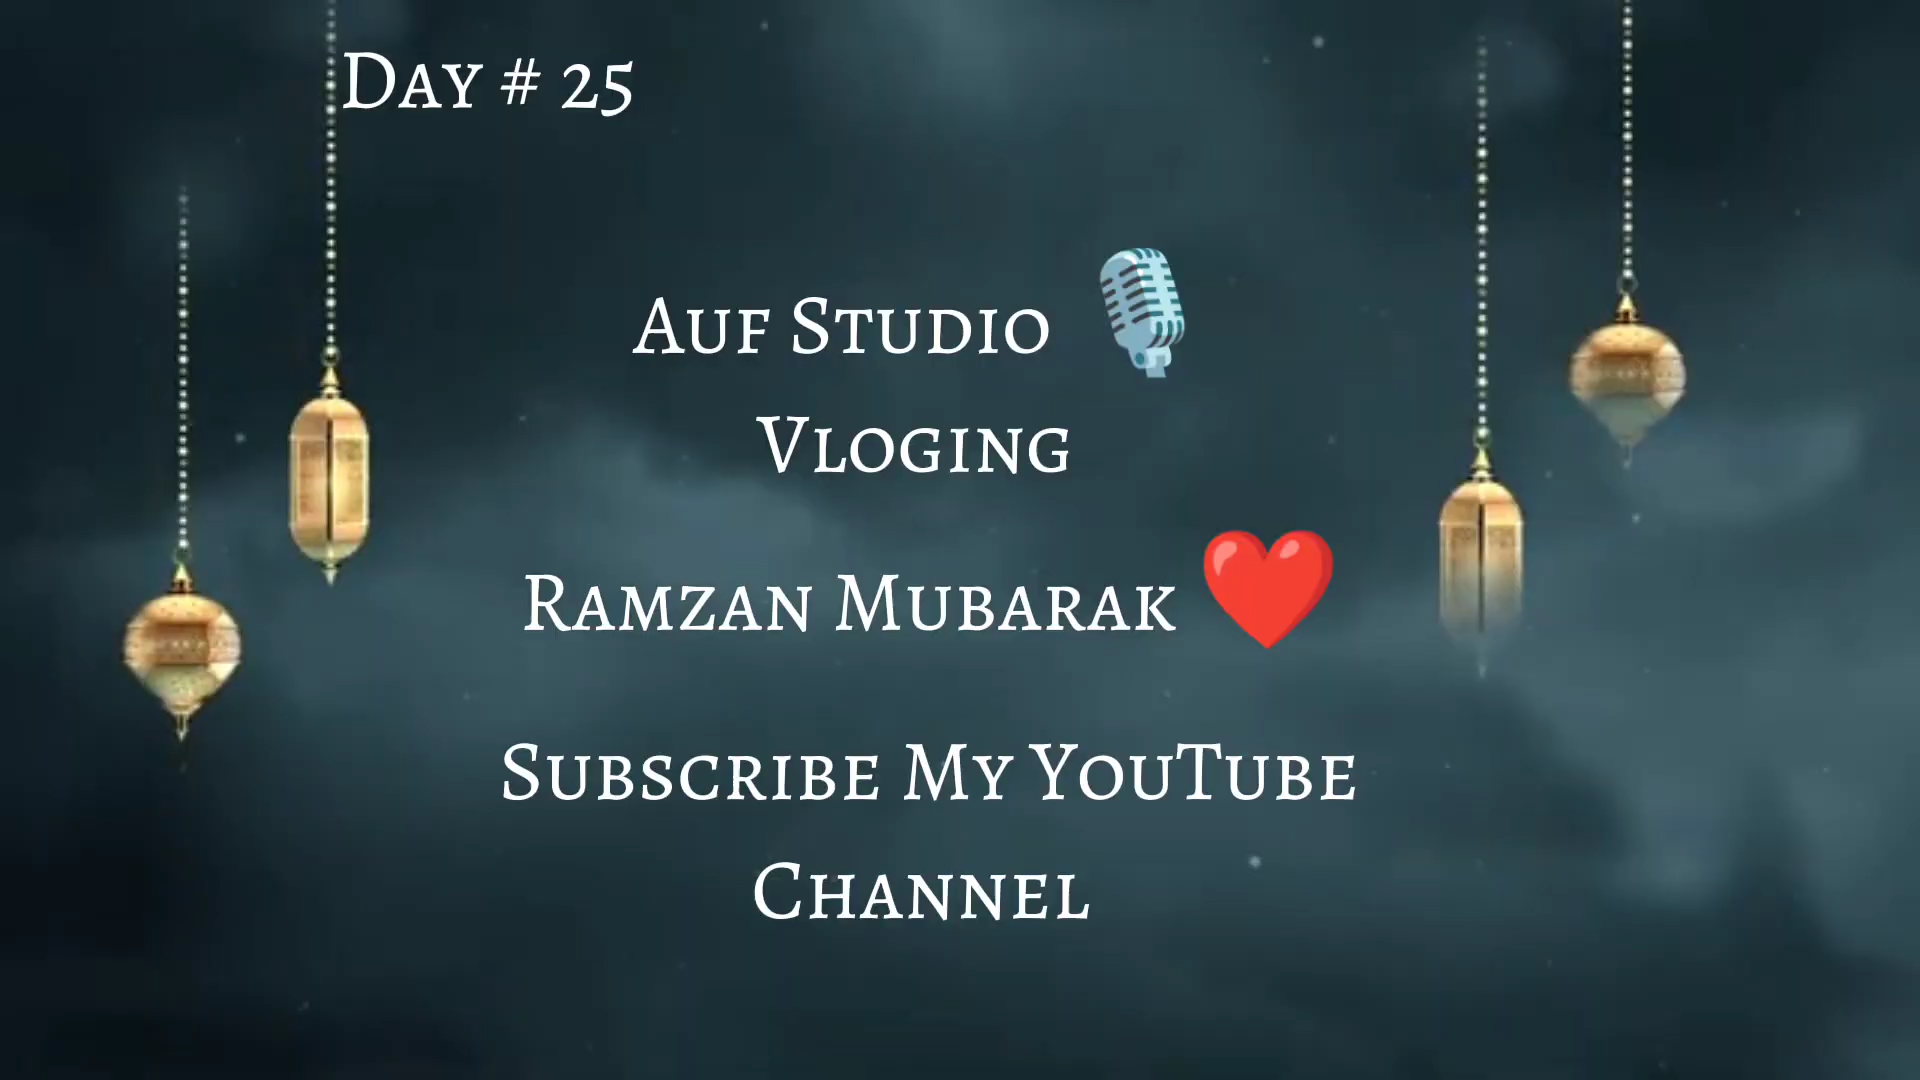 Day # 25
Auf Studio 🎙️
Vloging
Ramzan Mubarak ❤️
Subscribe My YouTube
Channel